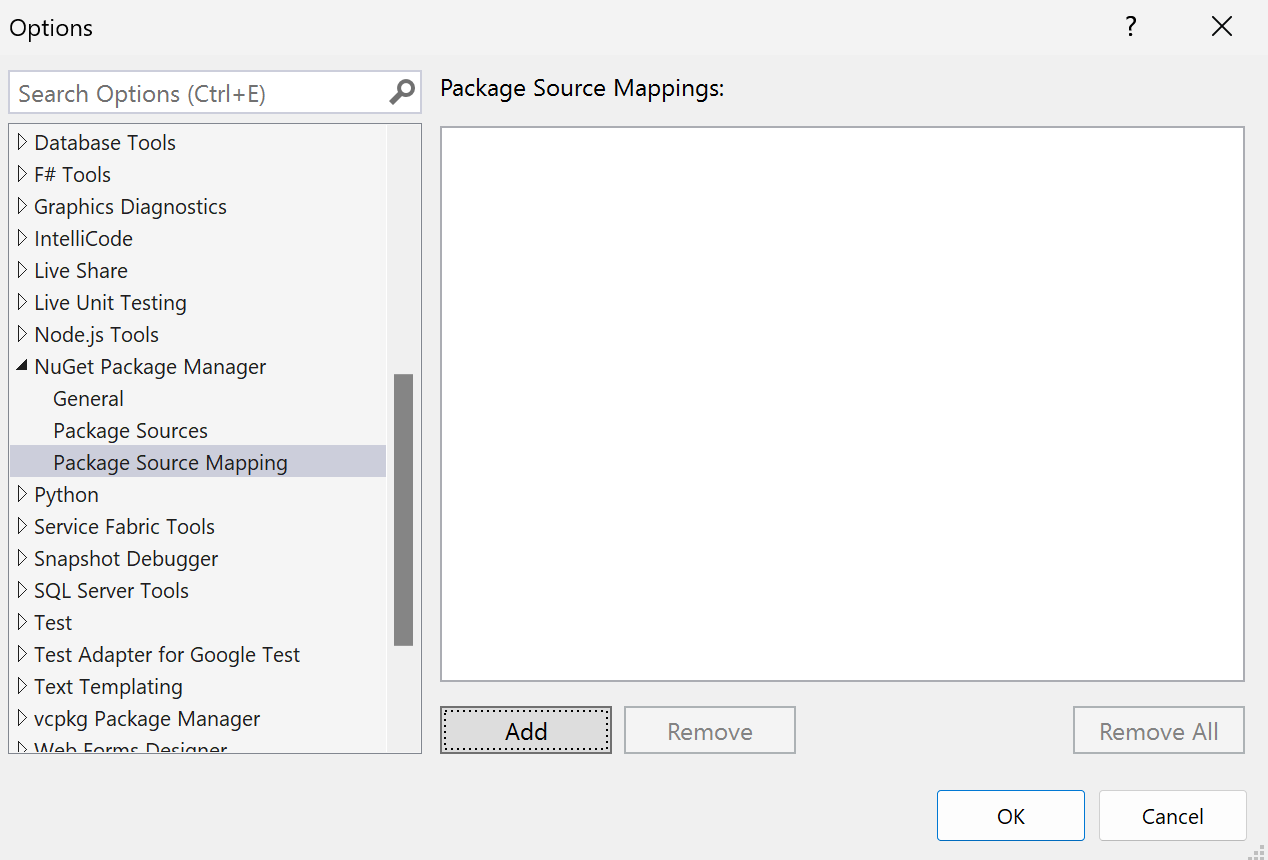 Options
?
Search Options (Ctrl+E)
Package Source Mappings:
Database Tools
F# Tools
Graphics Diagnostics
IntelliCode
Live Share
Live Unit Testing
Node.js Tools
NuGet Package Manager
General
Package Sources
Package Source Mapping
Python
Service Fabric Tools
Snapshot Debugger
SQL Server Tools
Test
Test Adapter for Google Test
Text Templating
vcpkg Package Manager
Web Forms Designer
Add
Remove
Remove All
OK
Cancel